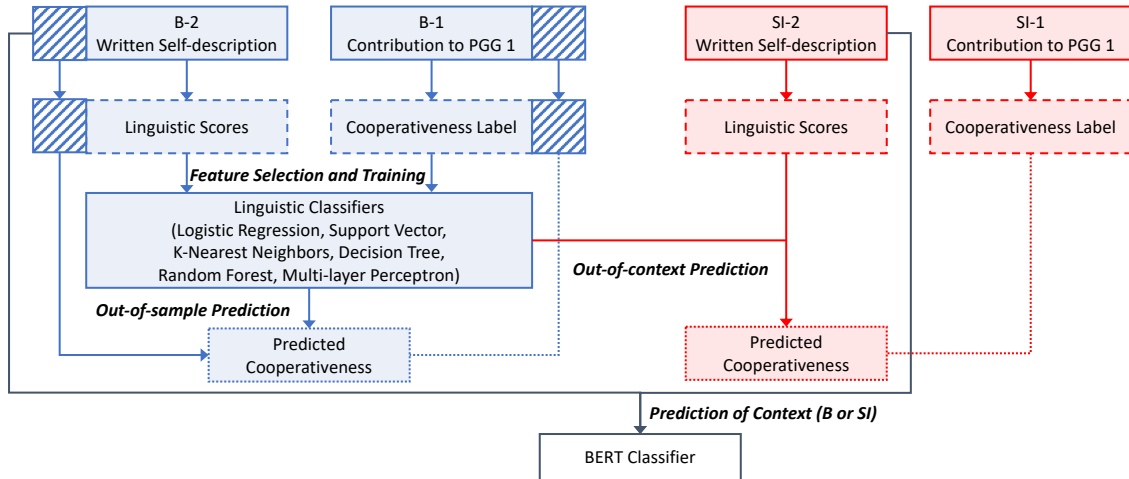 B-2
Written Self-description
B-1
Contribution to PGG 1
SI-2
Written Self-description
SI-1
Contribution to PGG 1
Linguistic Scores
Cooperativeness Label
Linguistic Scores
Cooperativeness Label
Feature Selection and Training
Linguistic Classifiers
(Logistic Regression, Support Vector,
K-Nearest Neighbors, Decision Tree,
Random Forest, Multi-layer Perceptron)
Out-of-context Prediction
Out-of-sample Prediction
Predicted
Cooperativeness
Predicted
Cooperativeness
Prediction of Context (B or SI)
BERT Classifier